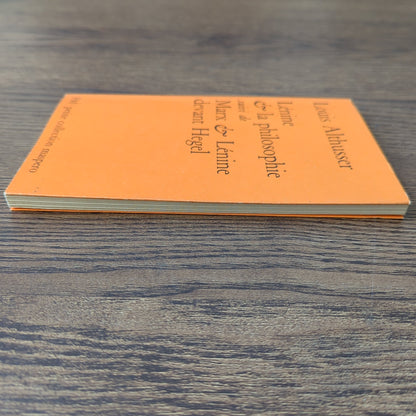 Louis Althusser
Lénine
& la philosophie
suivi de
Marx & Lénine
devant Hegel
petite collection maspero